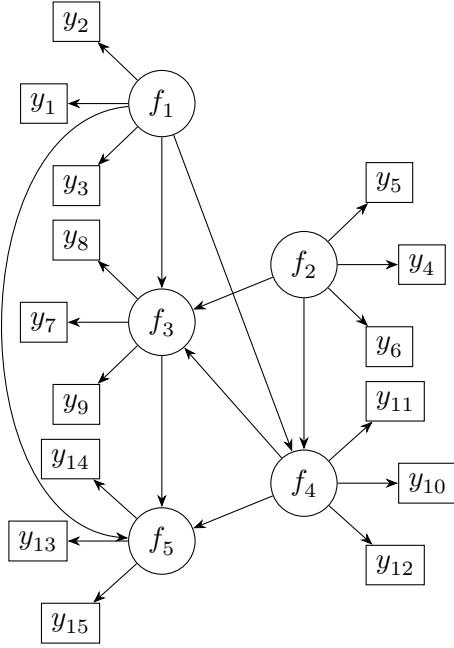 y₂
y₁
f₁
y₃
y₅
y₈
f₂
y₄
y₇
f₃
y₆
y₉
y₁₁
y₁₄
f₄
y₁₀
y₁₃
f₅
y₁₂
y₁₅